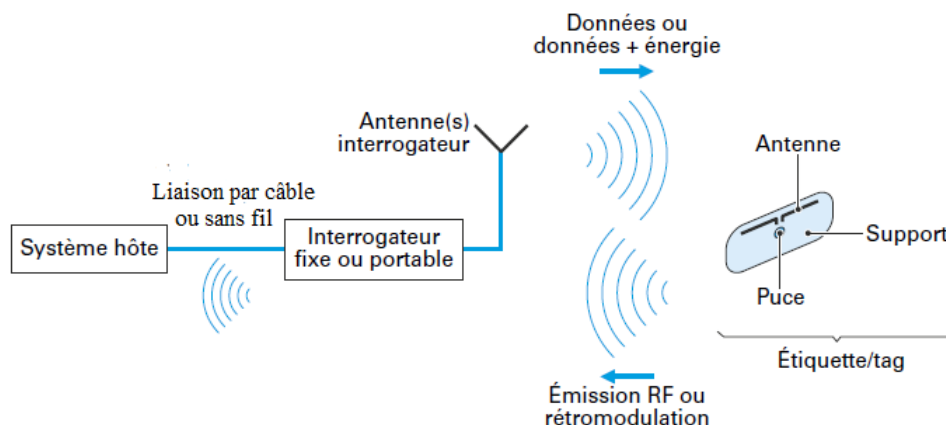 Données ou
données + énergie
Antenne(s)
interrogateur
Antenne
Liaison par câble
ou sans fil
Système hôte
Interrogateur
fixe ou portable
Support
Puce
Étiquette/tag
Émission RF ou
rétromodulation